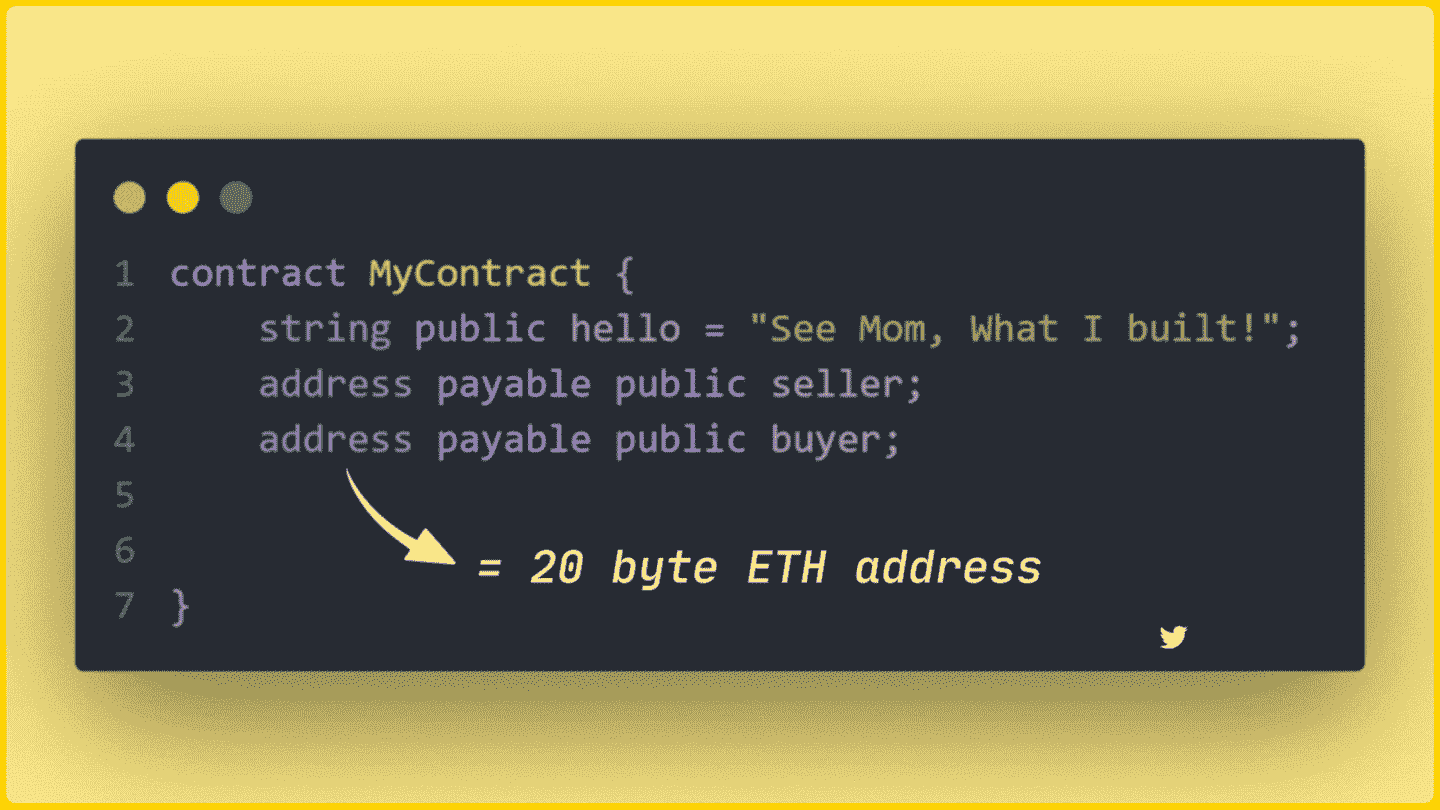 1 contract MyContract {
2 string public hello = "See Mom, What I built!";
3 address payable public seller;
4 address payable public buyer;
5
6
= 20 byte ETH address
7 }